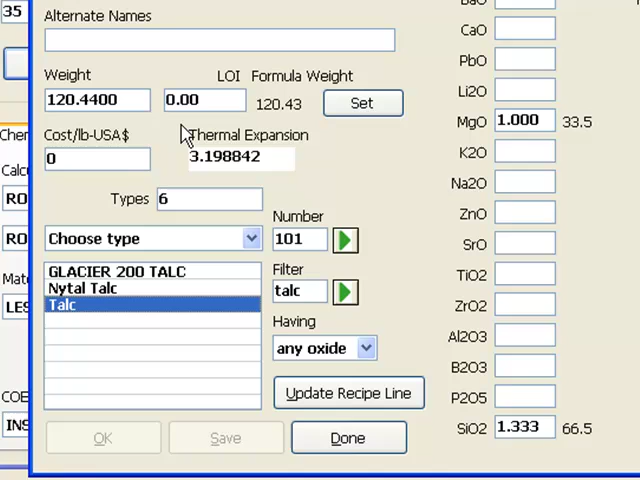 35
Alternate Names
Weight LOI Formula Weight
120.4400 0.00 120.43 Set
Cost/lb-USA$ Thermal Expansion
0 3.198842
Types 6
Choose type
Number
101
GLACIER 200 TALC
Nytal Talc
Talc
Filter
talc
Having
any oxide
Update Recipe Line
OK Save Done
CaO
PbO
Li2O
MgO 1.000 33.5
K2O
Na2O
ZnO
SrO
TiO2
ZrO2
Al2O3
B2O3
P2O5
SiO2 1.333 66.5
Cher
Calc
RO
RO
Mate
LES
COE
INS